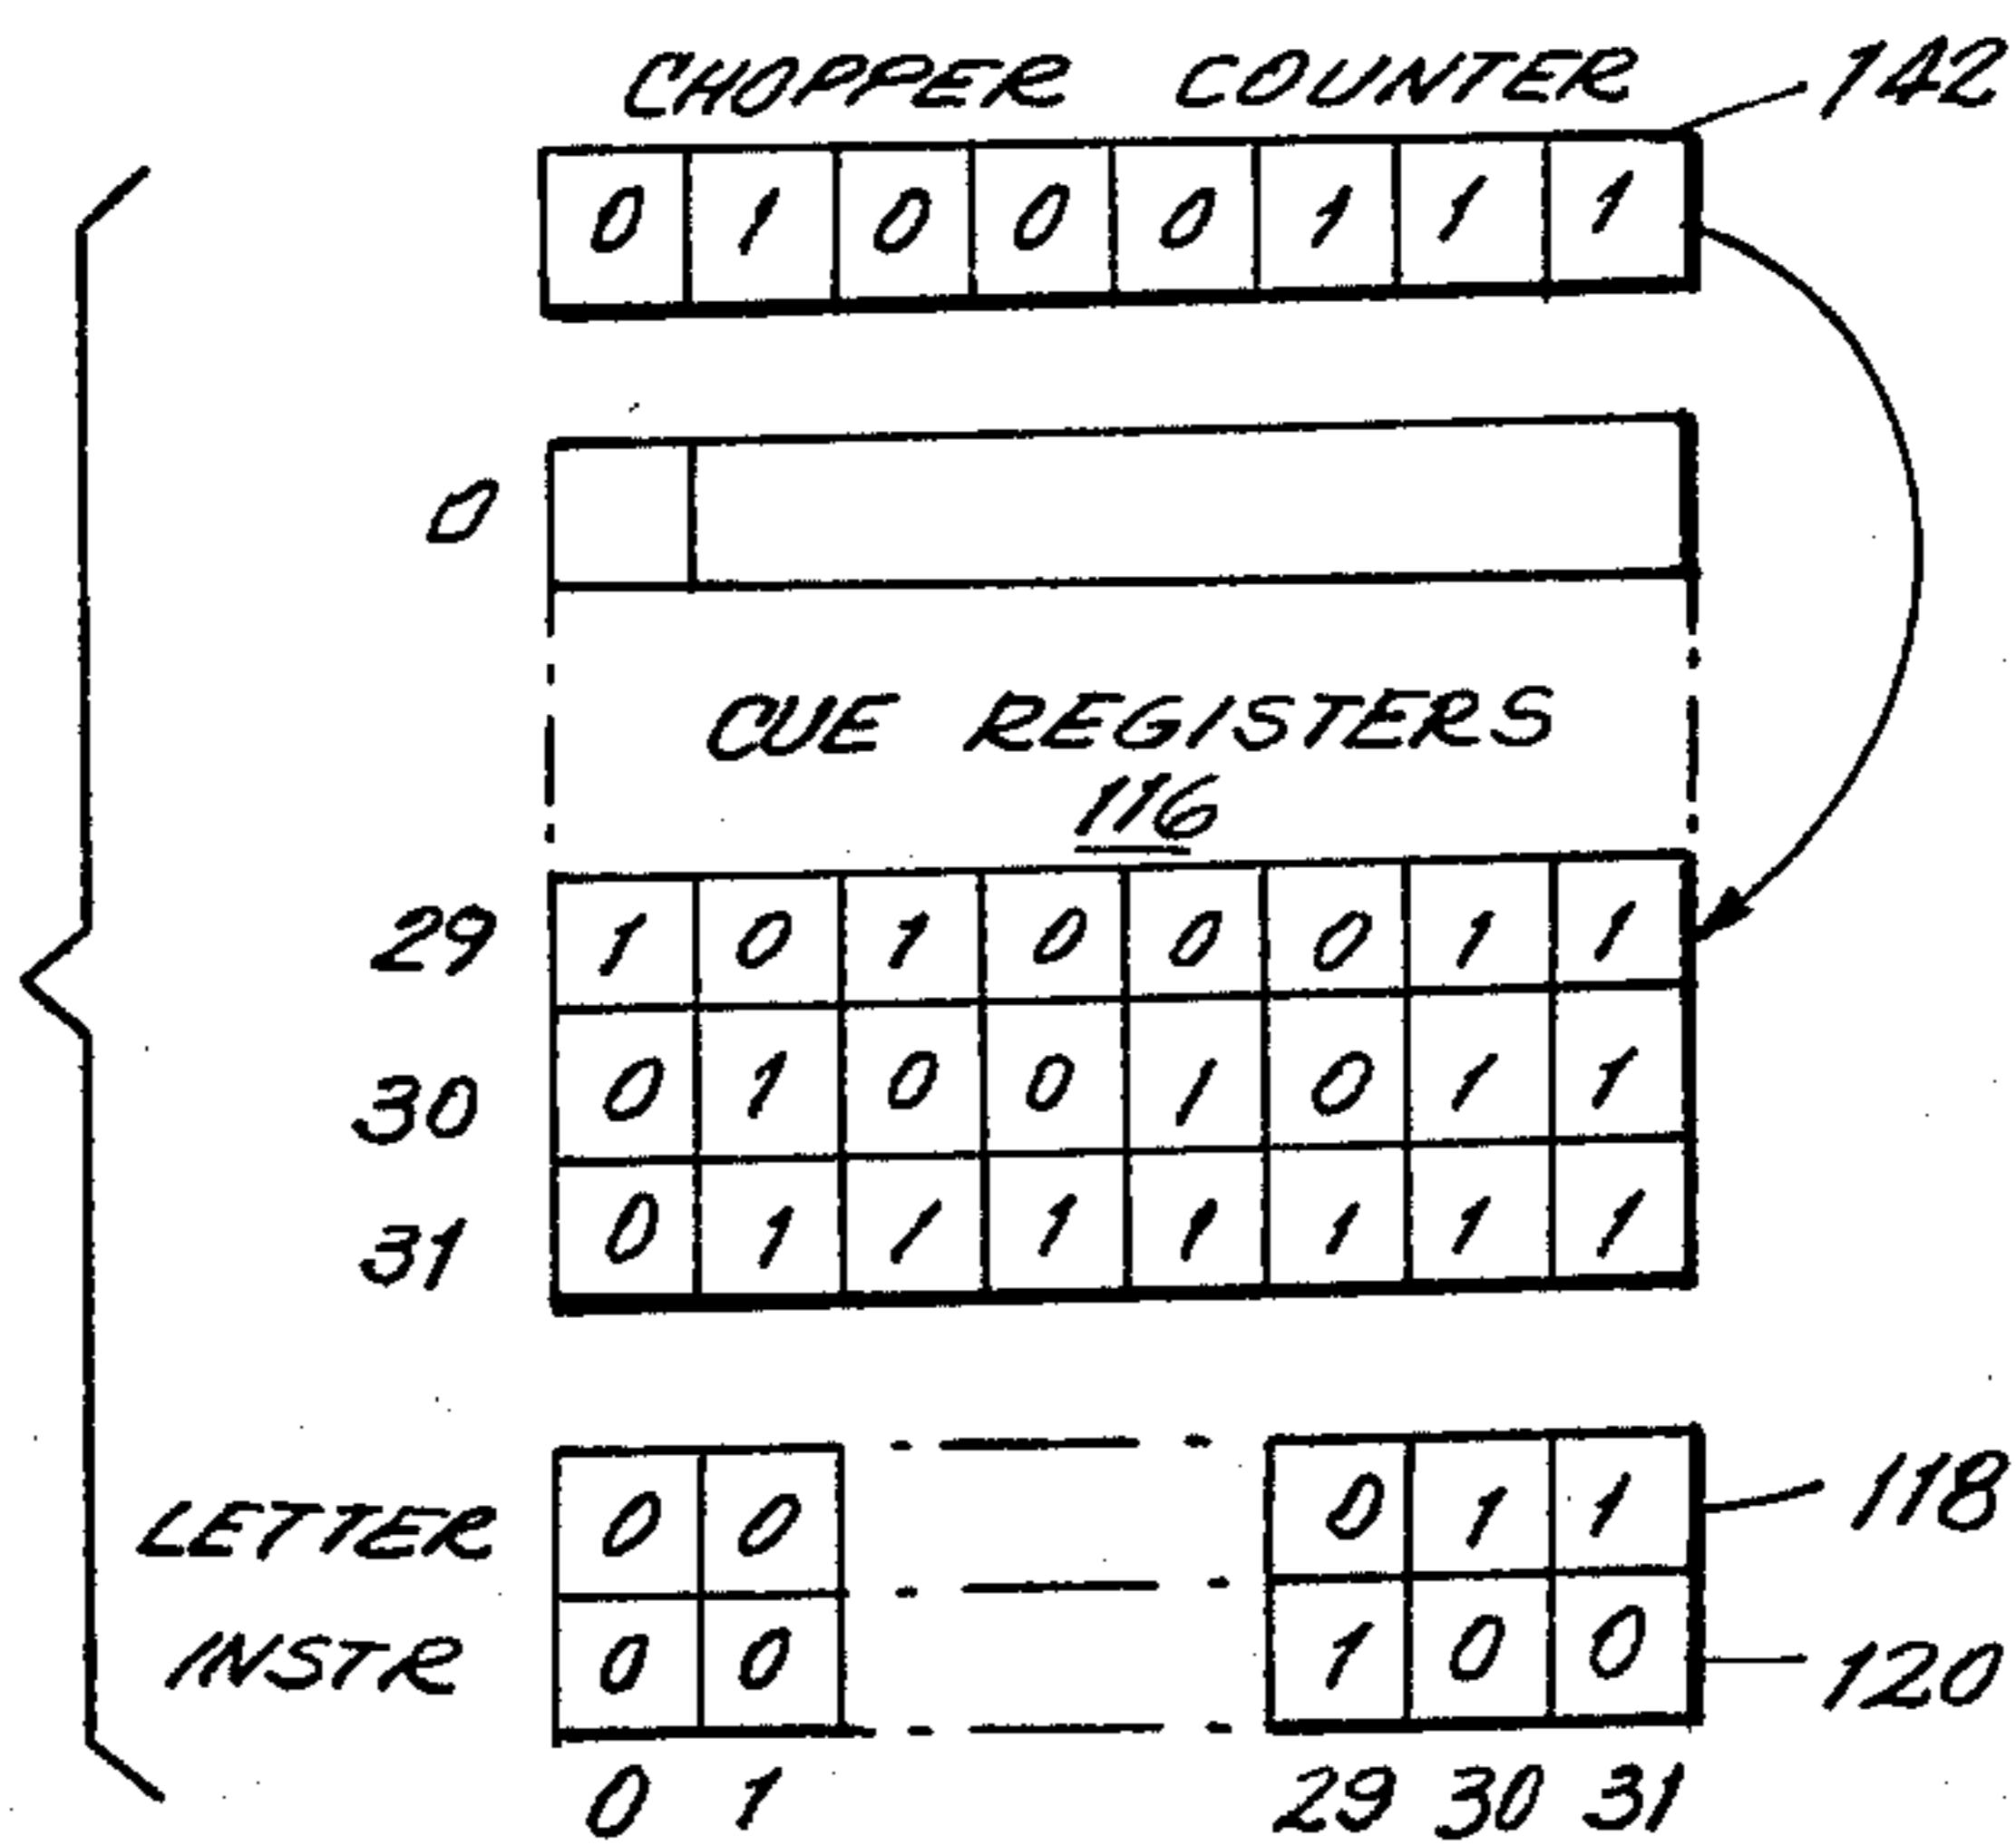 CHOPPER COUNTER 142
0 1 0 0 0 1 1 1
0
CUE REGISTERS
116
29 1 0 1 0 0 0 1 1
30 0 1 0 0 1 0 1 1
31 0 1 1 1 1 1 1 1
LETTER 0 0 0 1 1 118
INSTR 0 0 1 0 0 120
0 1 29 30 31